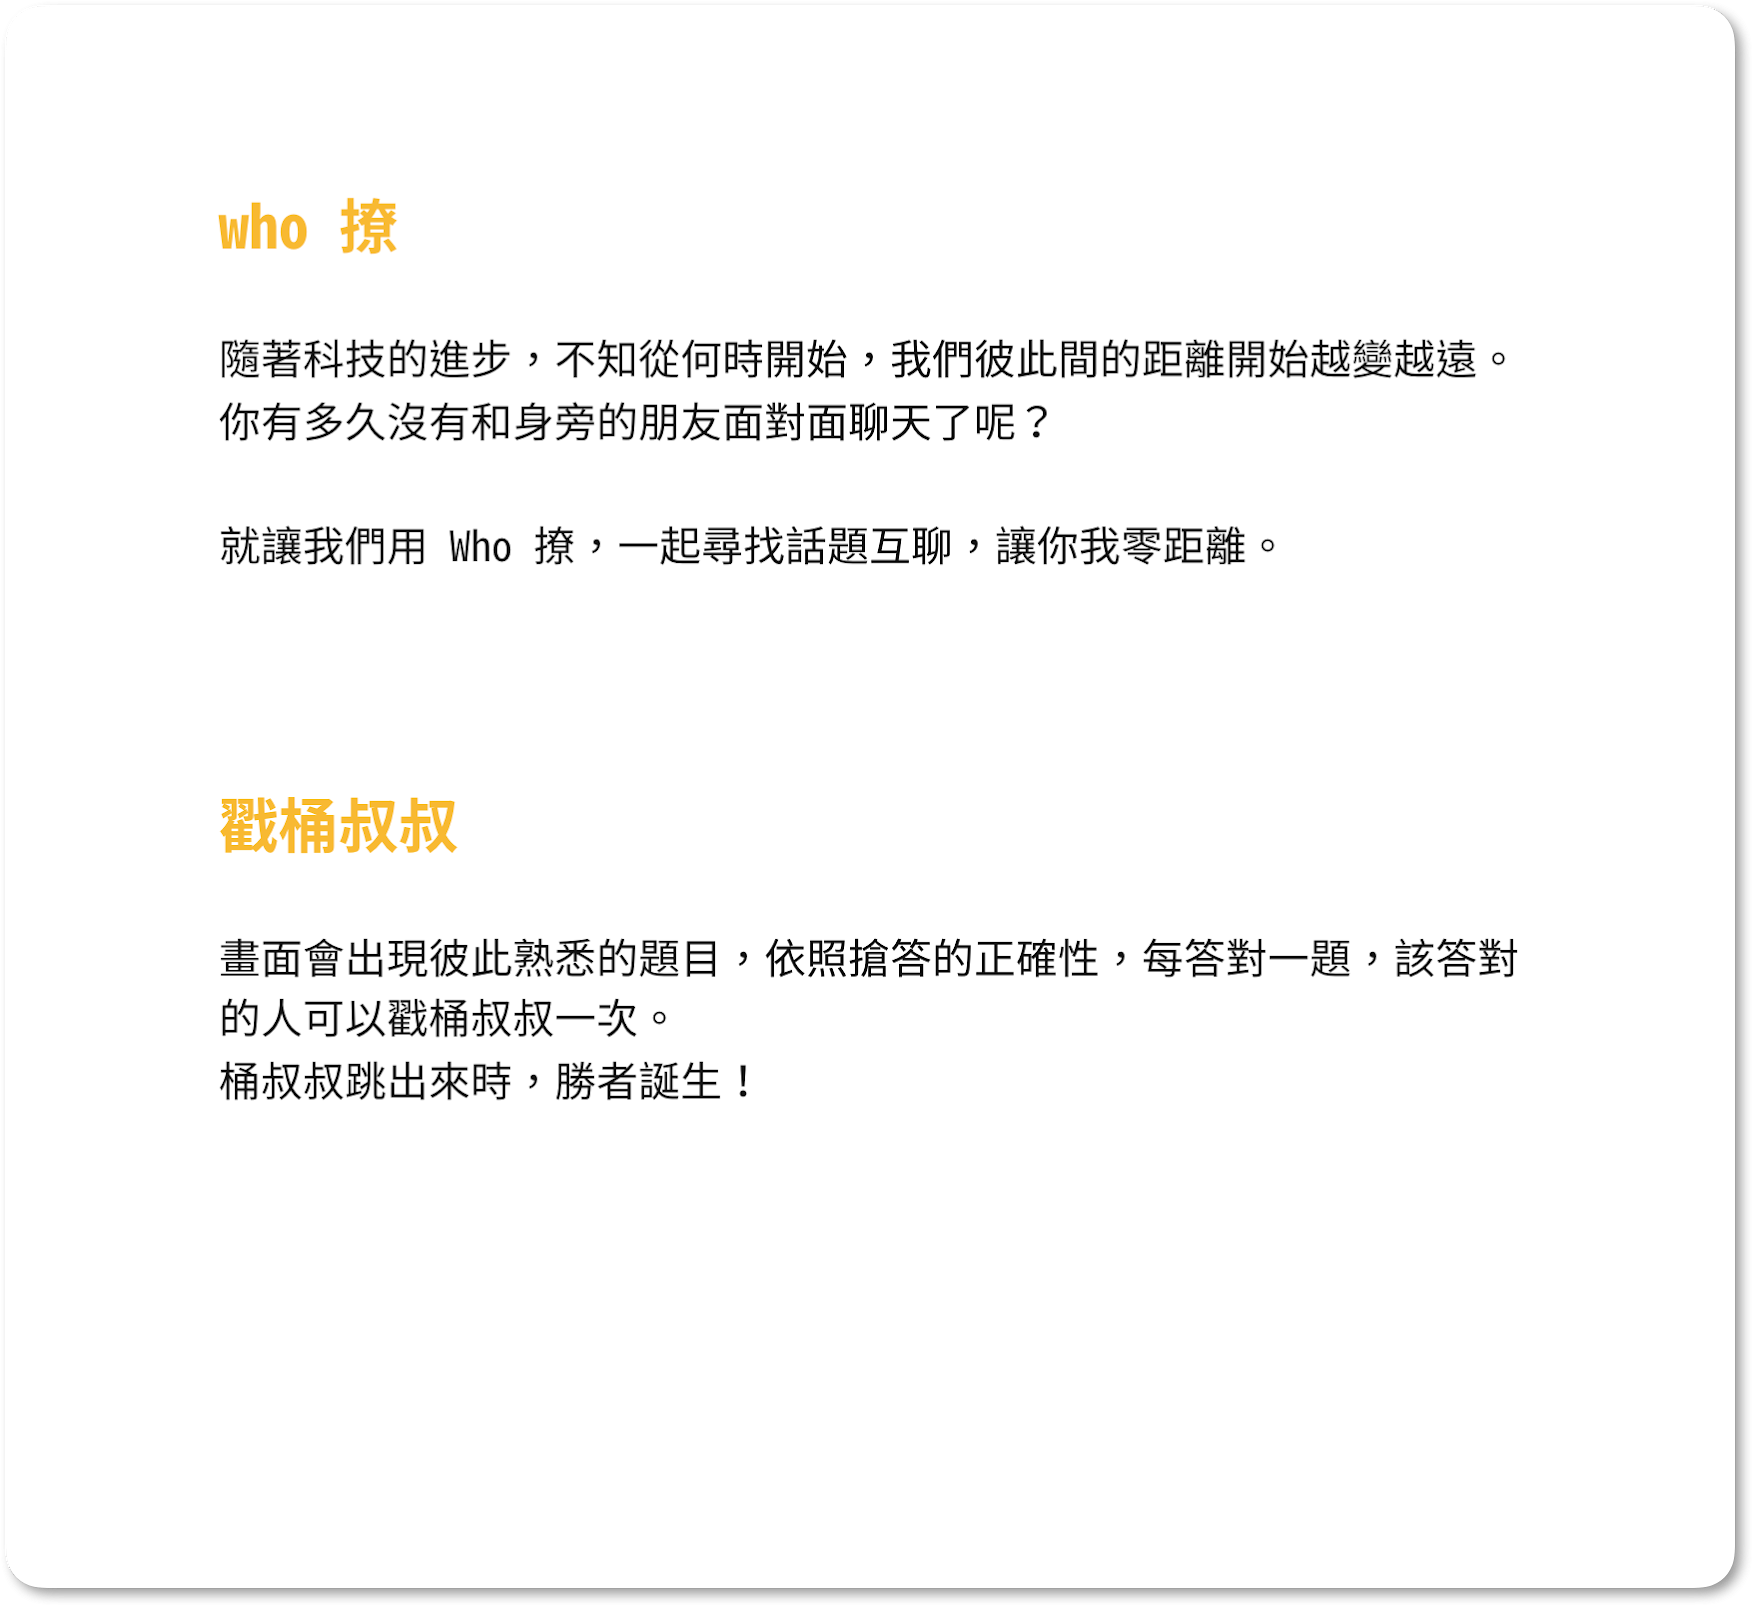 who 撩
隨著科技的進步，不知從何時開始，我們彼此間的距離開始越變越遠。
你有多久沒有和身旁的朋友面對面聊天了呢？
就讓我們用 Who 撩，一起尋找話題互聊，讓你我零距離。
戳桶叔叔
畫面會出現彼此熟悉的題目，依照搶答的正確性，每答對一題，該答對
的人可以戳桶叔叔一次。
桶叔叔跳出來時，勝者誕生！